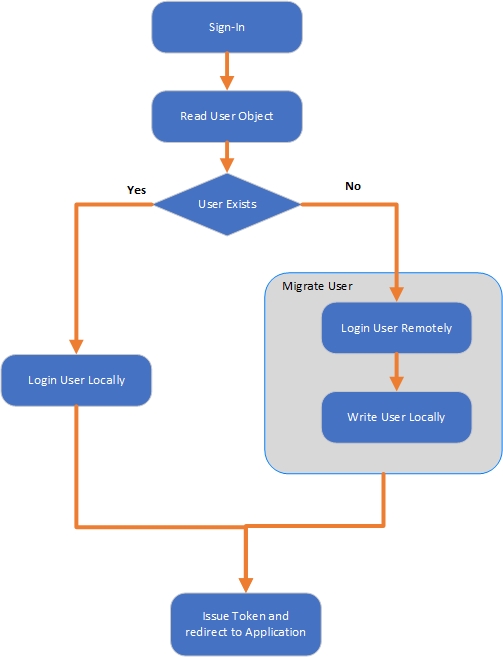 Sign-In
Read User Object
User Exists
Yes
No
Migrate User
Login User Remotely
Login User Locally
Write User Locally
Issue Token and
redirect to Application